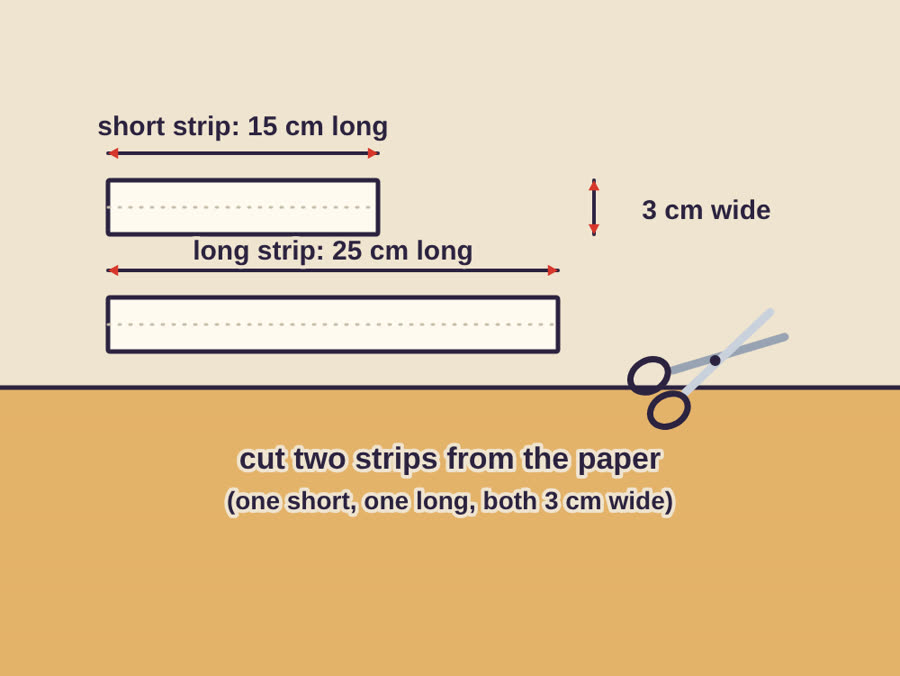 short strip: 15 cm long
3 cm wide
long strip: 25 cm long
cut two strips from the paper
(one short, one long, both 3 cm wide)